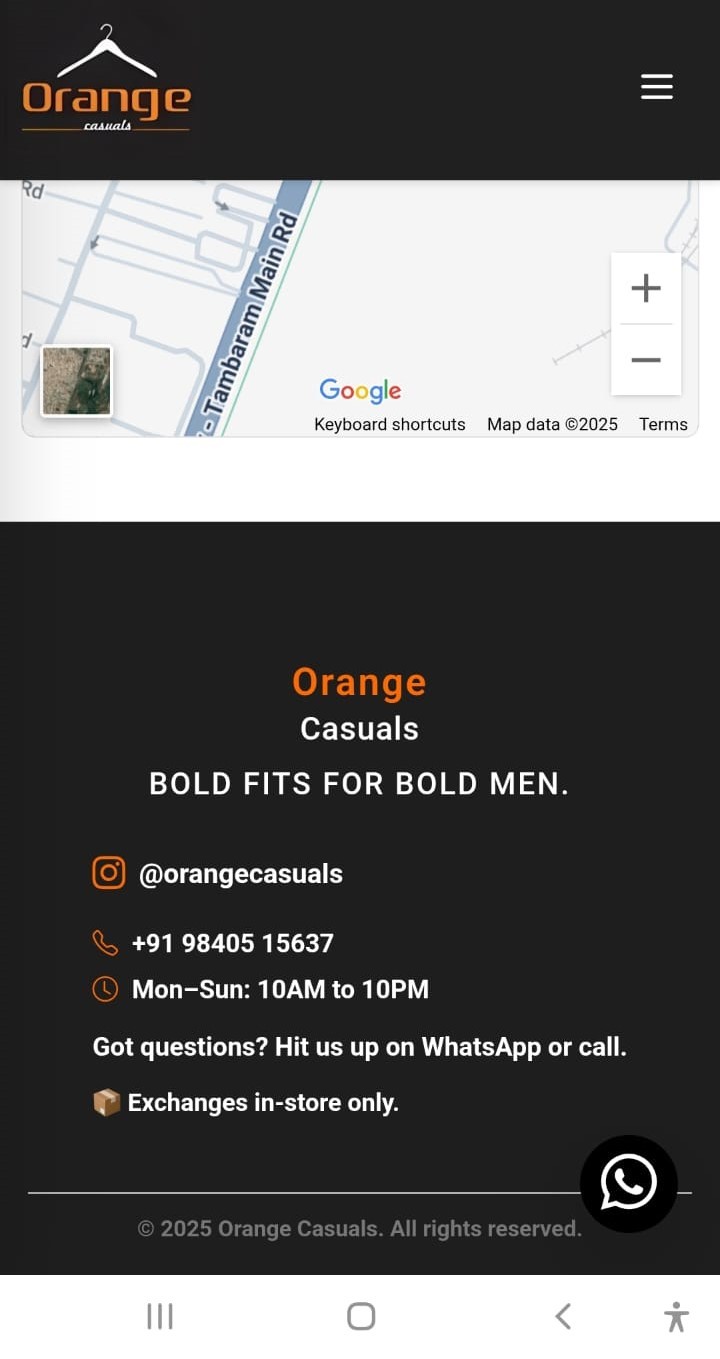 Orange
casuals
Rd
- Tambaram Main Rd
Google
Keyboard shortcuts Map data ©2025 Terms
Orange
Casuals
BOLD FITS FOR BOLD MEN.
@orangecasuals
+91 98405 15637
Mon–Sun: 10AM to 10PM
Got questions? Hit us up on WhatsApp or call.
📦 Exchanges in-store only.
© 2025 Orange Casuals. All rights reserved.